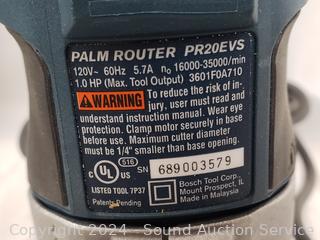 PALM ROUTER PR20EVS
120V~ 60Hz 5.7A n₀ 16000-35000/min
1.0 HP (Max. Tool Output) 3601F0A710
WARNING To reduce the risk of in-
jury, user must read and
understand instruction manual. Wear eye
protection. Clamp motor securely in base
before use. Maximum cutter diameter
must be 1/4" smaller than base opening.
C UL US 516
SN 689003579
LISTED TOOL 7P37
Patents Pending
Bosch Tool Corp.
Mount Prospect, IL
Made in Malaysia
Copyright 2024 - Sound Auction Service